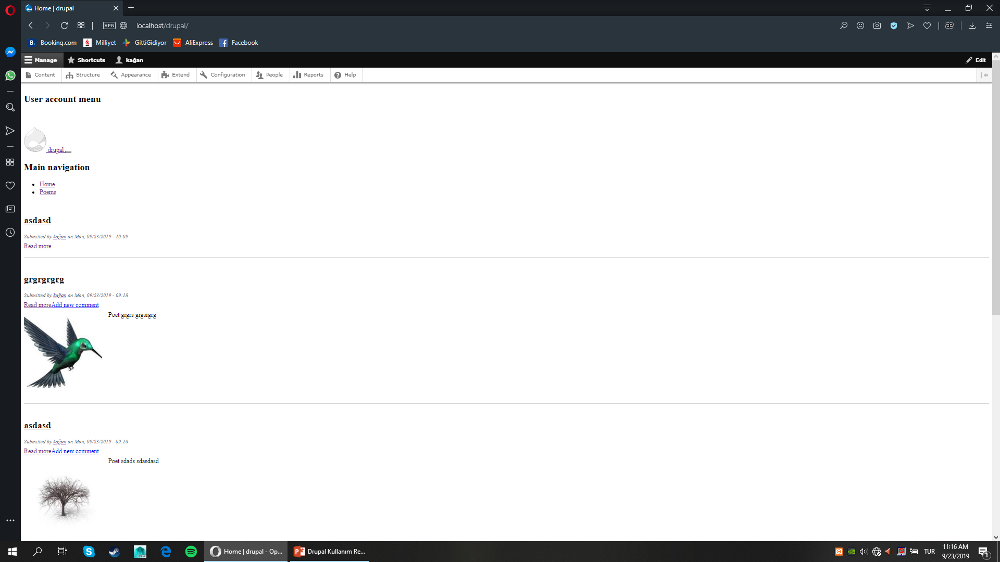 Home | drupal
VPN localhost/drupal/
B. Booking.com Milliyet GittiGidiyor AliExpress Facebook
Manage Shortcuts kağan Edit
Content Structure Appearance Extend Configuration People Reports Help
User account menu
drupal
Main navigation
Home
Poems
asdasd
Submitted by kağan on Mon, 09/23/2019 - 10:09
Read more
grgrgrgrg
Submitted by kağan on Mon, 09/23/2019 - 09:18
Read moreAdd new comment
Poet grgrs grgsrgrg
asdasd
Submitted by kağan on Mon, 09/23/2019 - 09:16
Read moreAdd new comment
Poet sdads sdasdasd
Home | drupal - Op... Drupal Kullanım Re... TUR 11:16 AM
9/23/2019 1